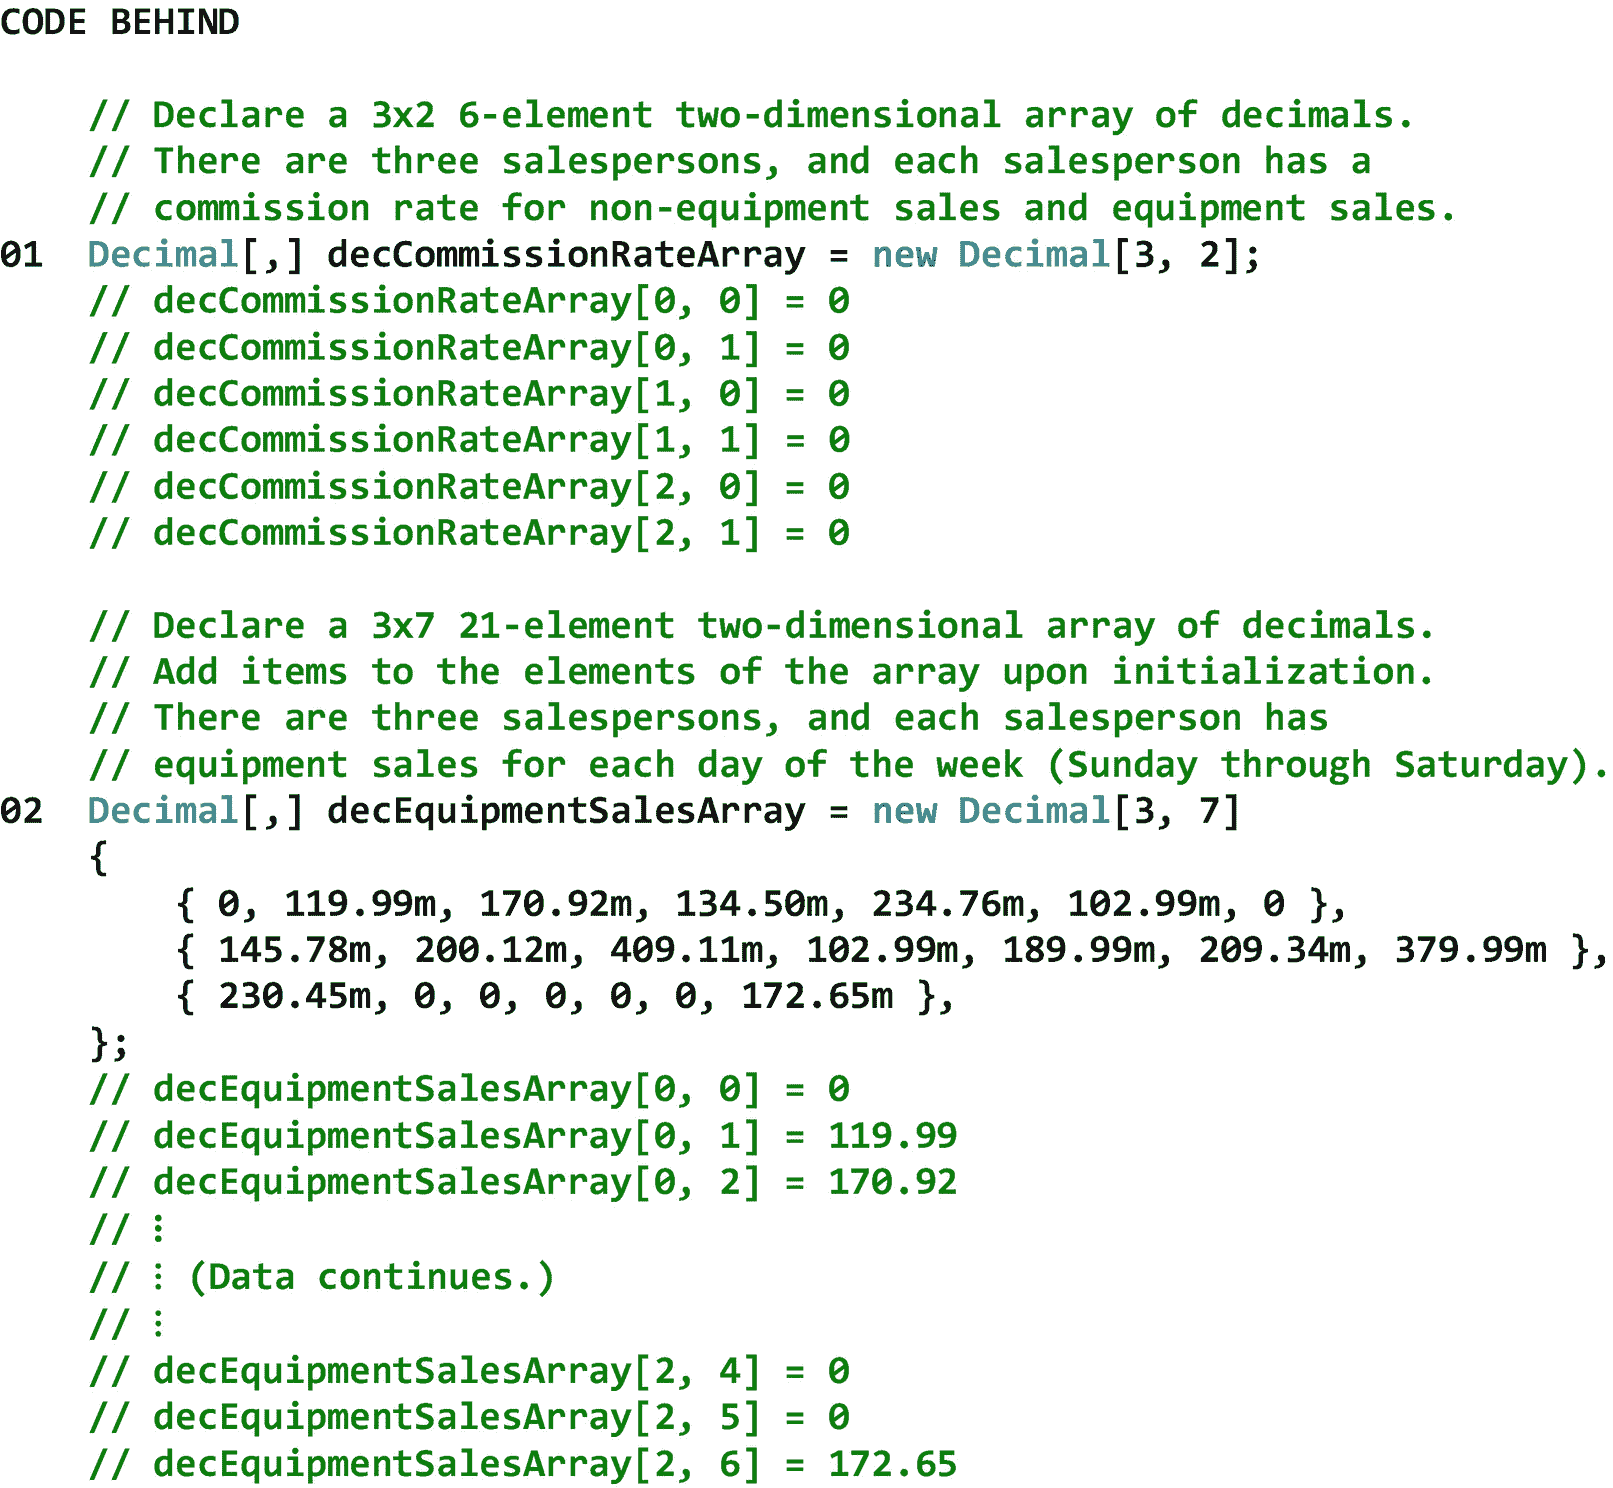 CODE BEHIND
// Declare a 3x2 6-element two-dimensional array of decimals.
// There are three salespersons, and each salesperson has a
// commission rate for non-equipment sales and equipment sales.
01 Decimal[,] decCommissionRateArray = new Decimal[3, 2];
// decCommissionRateArray[0, 0] = 0
// decCommissionRateArray[0, 1] = 0
// decCommissionRateArray[1, 0] = 0
// decCommissionRateArray[1, 1] = 0
// decCommissionRateArray[2, 0] = 0
// decCommissionRateArray[2, 1] = 0
// Declare a 3x7 21-element two-dimensional array of decimals.
// Add items to the elements of the array upon initialization.
// There are three salespersons, and each salesperson has
// equipment sales for each day of the week (Sunday through Saturday).
02 Decimal[,] decEquipmentSalesArray = new Decimal[3, 7]
{
{ 0, 119.99m, 170.92m, 134.50m, 234.76m, 102.99m, 0 },
{ 145.78m, 200.12m, 409.11m, 102.99m, 189.99m, 209.34m, 379.99m },
{ 230.45m, 0, 0, 0, 0, 0, 172.65m },
};
// decEquipmentSalesArray[0, 0] = 0
// decEquipmentSalesArray[0, 1] = 119.99
// decEquipmentSalesArray[0, 2] = 170.92
// ⋮
// ⋮ (Data continues.)
// ⋮
// decEquipmentSalesArray[2, 4] = 0
// decEquipmentSalesArray[2, 5] = 0
// decEquipmentSalesArray[2, 6] = 172.65